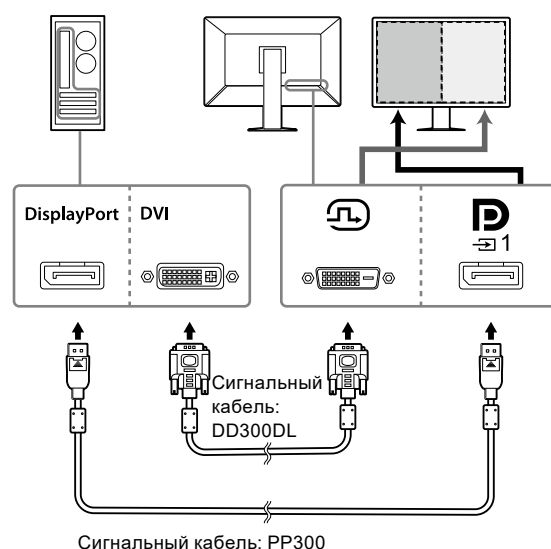 DisplayPort
DVI
1
Сигнальный
кабель:
DD300DL
Сигнальный кабель: PP300